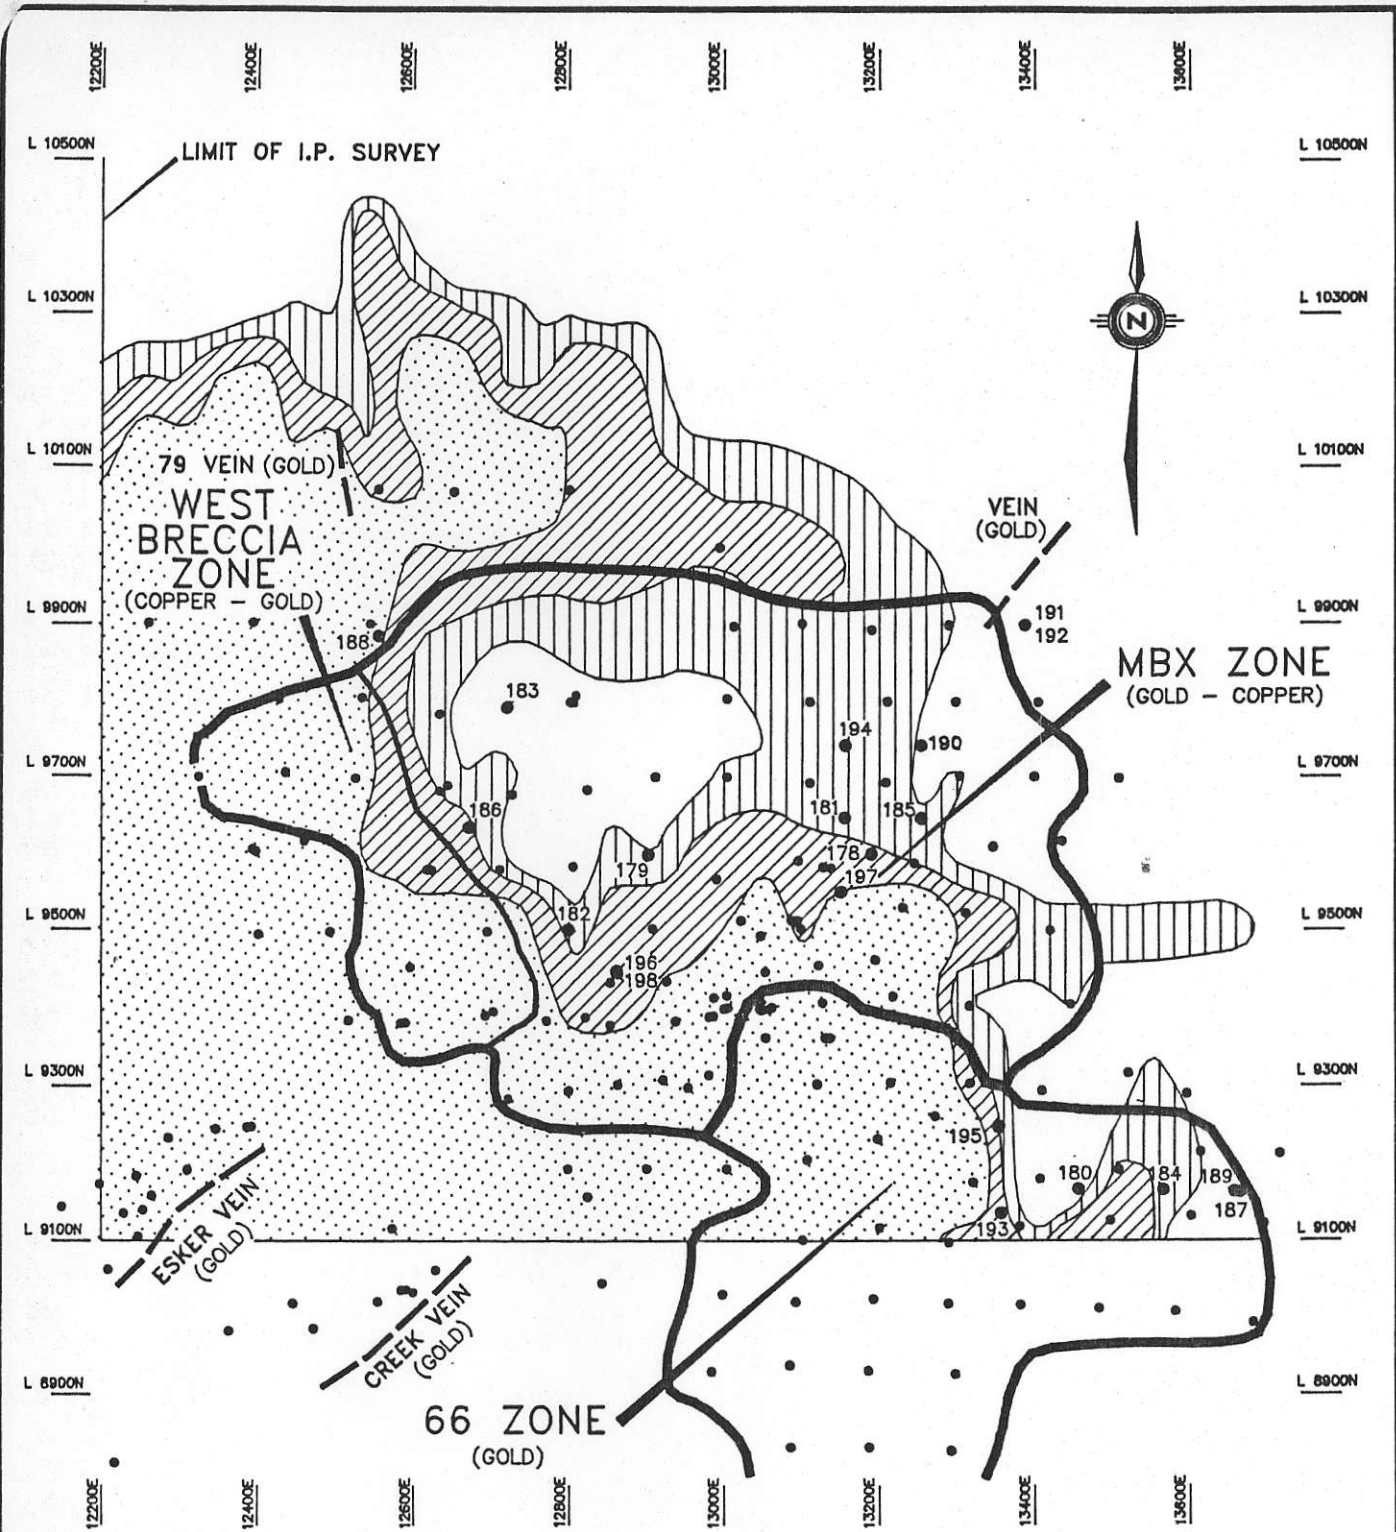 12200E
12400E
12600E
12800E
13000E
13200E
13400E
13600E
L 10500N
L 10500N
LIMIT OF I.P. SURVEY
L 10300N
L 10300N
N
L 10100N
L 10100N
79 VEIN (GOLD)
WEST
BRECCIA
ZONE
(COPPER - GOLD)
VEIN
(GOLD)
L 9900N
L 9900N
191
192
188
MBX ZONE
(GOLD - COPPER)
183
194
190
L 9700N
L 9700N
186
181
185
178
179
197
182
L 9500N
L 9500N
196
198
L 9300N
L 9300N
195
180
184
189
187
193
L 9100N
L 9100N
ESKER VEIN
(GOLD)
CREEK VEIN
(GOLD)
L 8900N
L 8900N
66 ZONE
(GOLD)
12200E
12400E
12600E
12800E
13000E
13200E
13400E
13600E